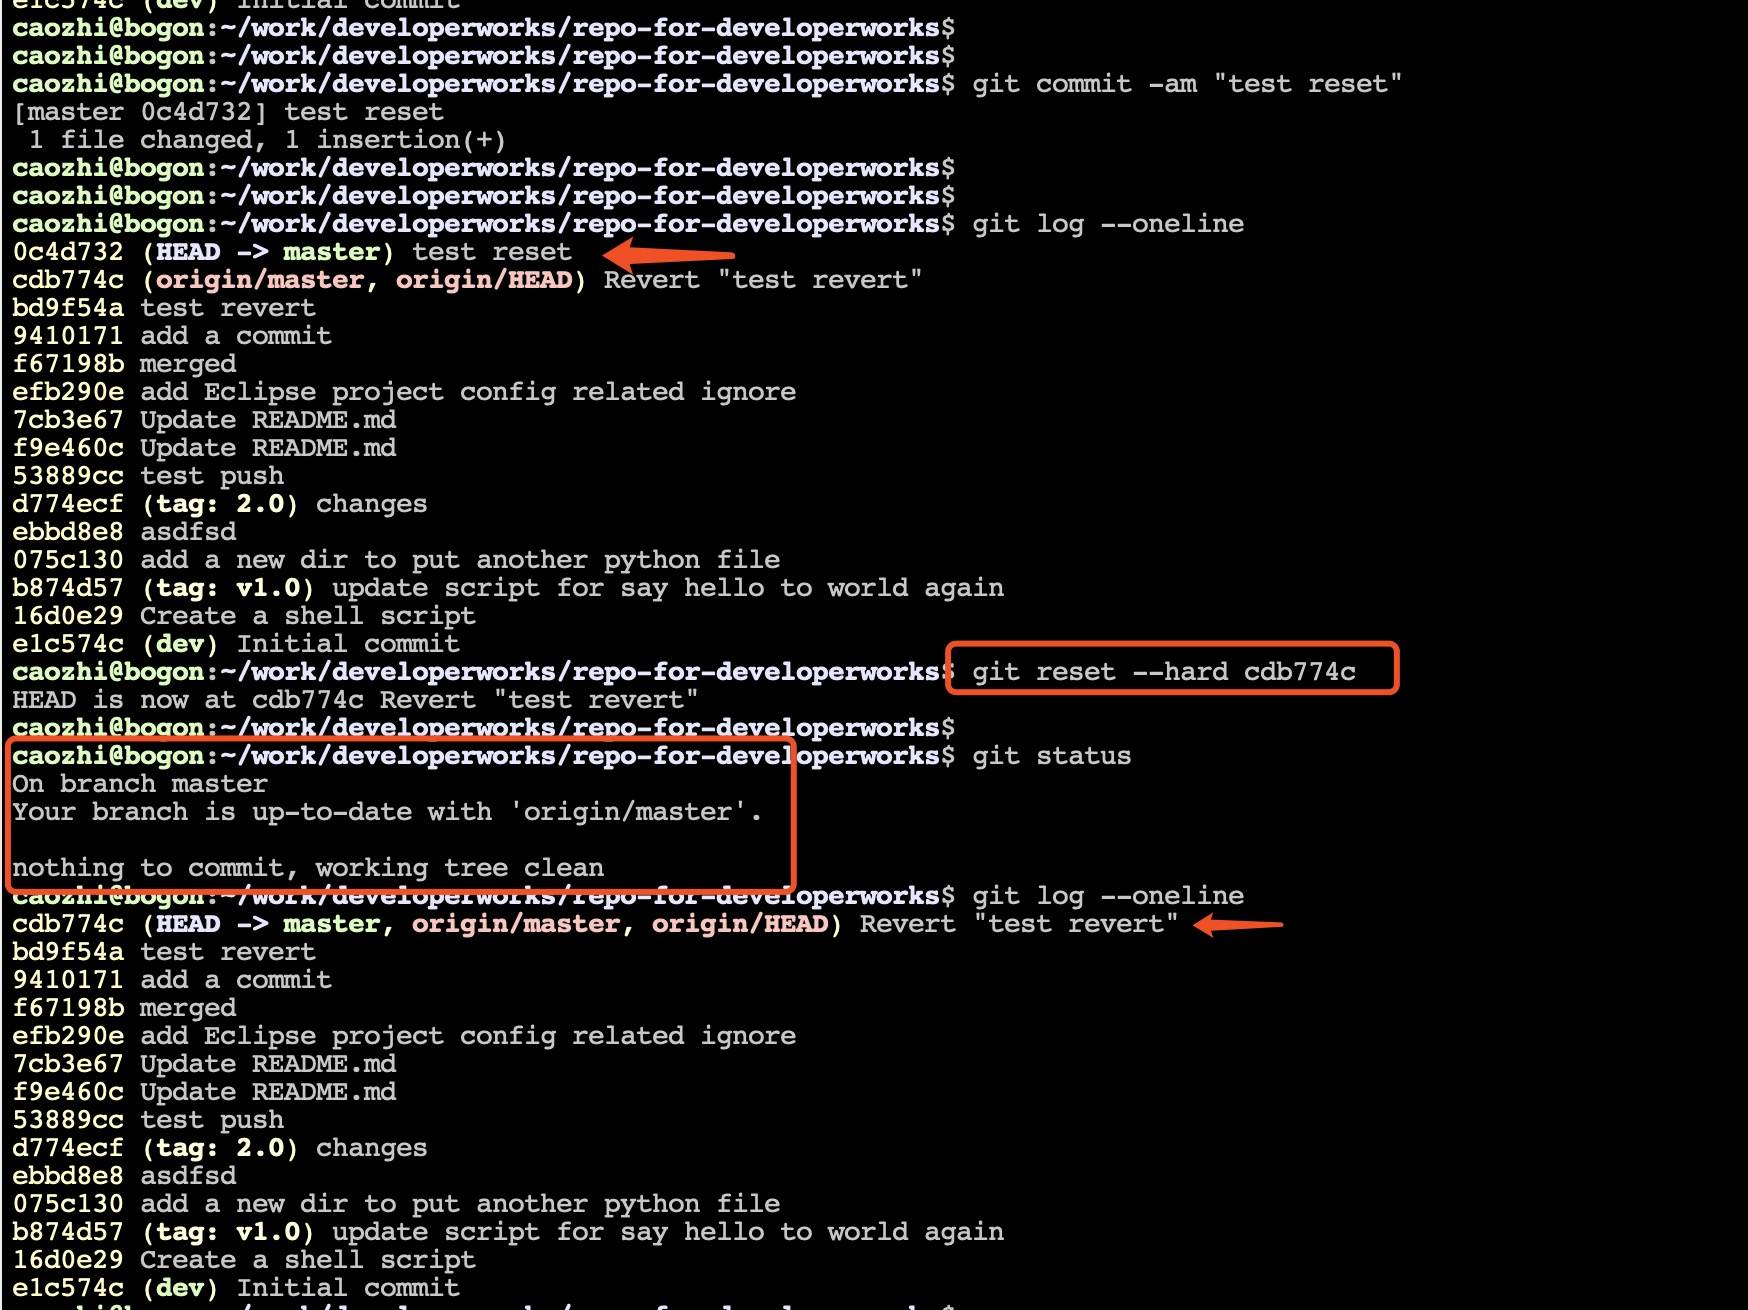 e1c574c (dev) Initial commit
caozhi@bogon:~/work/developerworks/repo-for-developerworks$
caozhi@bogon:~/work/developerworks/repo-for-developerworks$
caozhi@bogon:~/work/developerworks/repo-for-developerworks$ git commit -am "test reset"
[master 0c4d732] test reset
 1 file changed, 1 insertion(+)
caozhi@bogon:~/work/developerworks/repo-for-developerworks$
caozhi@bogon:~/work/developerworks/repo-for-developerworks$
caozhi@bogon:~/work/developerworks/repo-for-developerworks$ git log --oneline
0c4d732 (HEAD -> master) test reset
cdb774c (origin/master, origin/HEAD) Revert "test revert"
bd9f54a test revert
9410171 add a commit
f67198b merged
efb290e add Eclipse project config related ignore
7cb3e67 Update README.md
f9e460c Update README.md
53889cc test push
d774ecf (tag: 2.0) changes
ebbd8e8 asdfsd
075c130 add a new dir to put another python file
b874d57 (tag: v1.0) update script for say hello to world again
16d0e29 Create a shell script
e1c574c (dev) Initial commit
caozhi@bogon:~/work/developerworks/repo-for-developerworks$ git reset --hard cdb774c
HEAD is now at cdb774c Revert "test revert"
caozhi@bogon:~/work/developerworks/repo-for-developerworks$
caozhi@bogon:~/work/developerworks/repo-for-developerworks$ git status
On branch master
Your branch is up-to-date with 'origin/master'.
nothing to commit, working tree clean
caozhi@bogon:~/work/developerworks/repo-for-developerworks$ git log --oneline
cdb774c (HEAD -> master, origin/master, origin/HEAD) Revert "test revert"
bd9f54a test revert
9410171 add a commit
f67198b merged
efb290e add Eclipse project config related ignore
7cb3e67 Update README.md
f9e460c Update README.md
53889cc test push
d774ecf (tag: 2.0) changes
ebbd8e8 asdfsd
075c130 add a new dir to put another python file
b874d57 (tag: v1.0) update script for say hello to world again
16d0e29 Create a shell script
e1c574c (dev) Initial commit